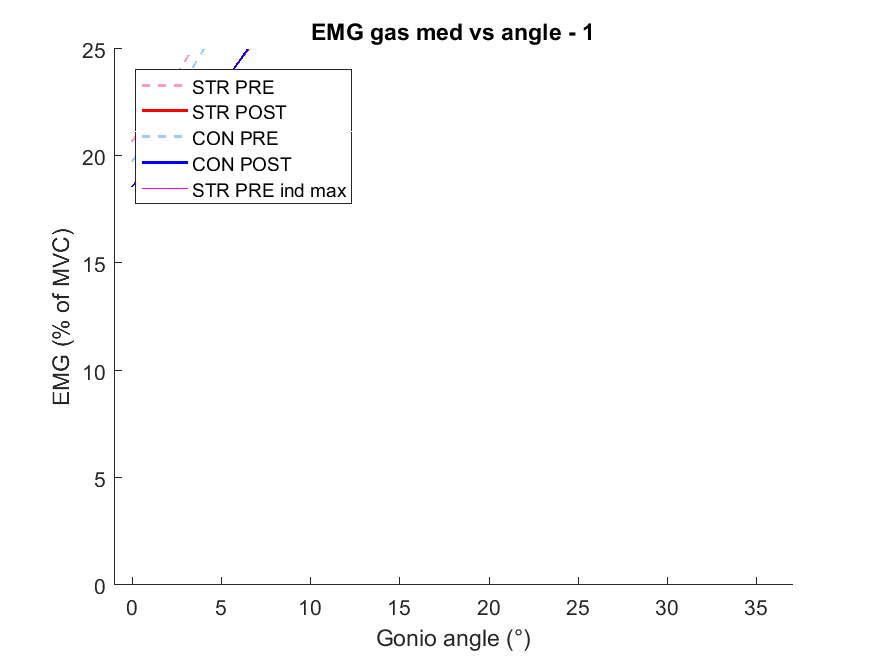 EMG gas med vs angle - 1
25
20
15
10
5
0
EMG (% of MVC)
STR PRE
STR POST
CON PRE
CON POST
STR PRE ind max
0 5 10 15 20 25 30 35
Gonio angle (°)